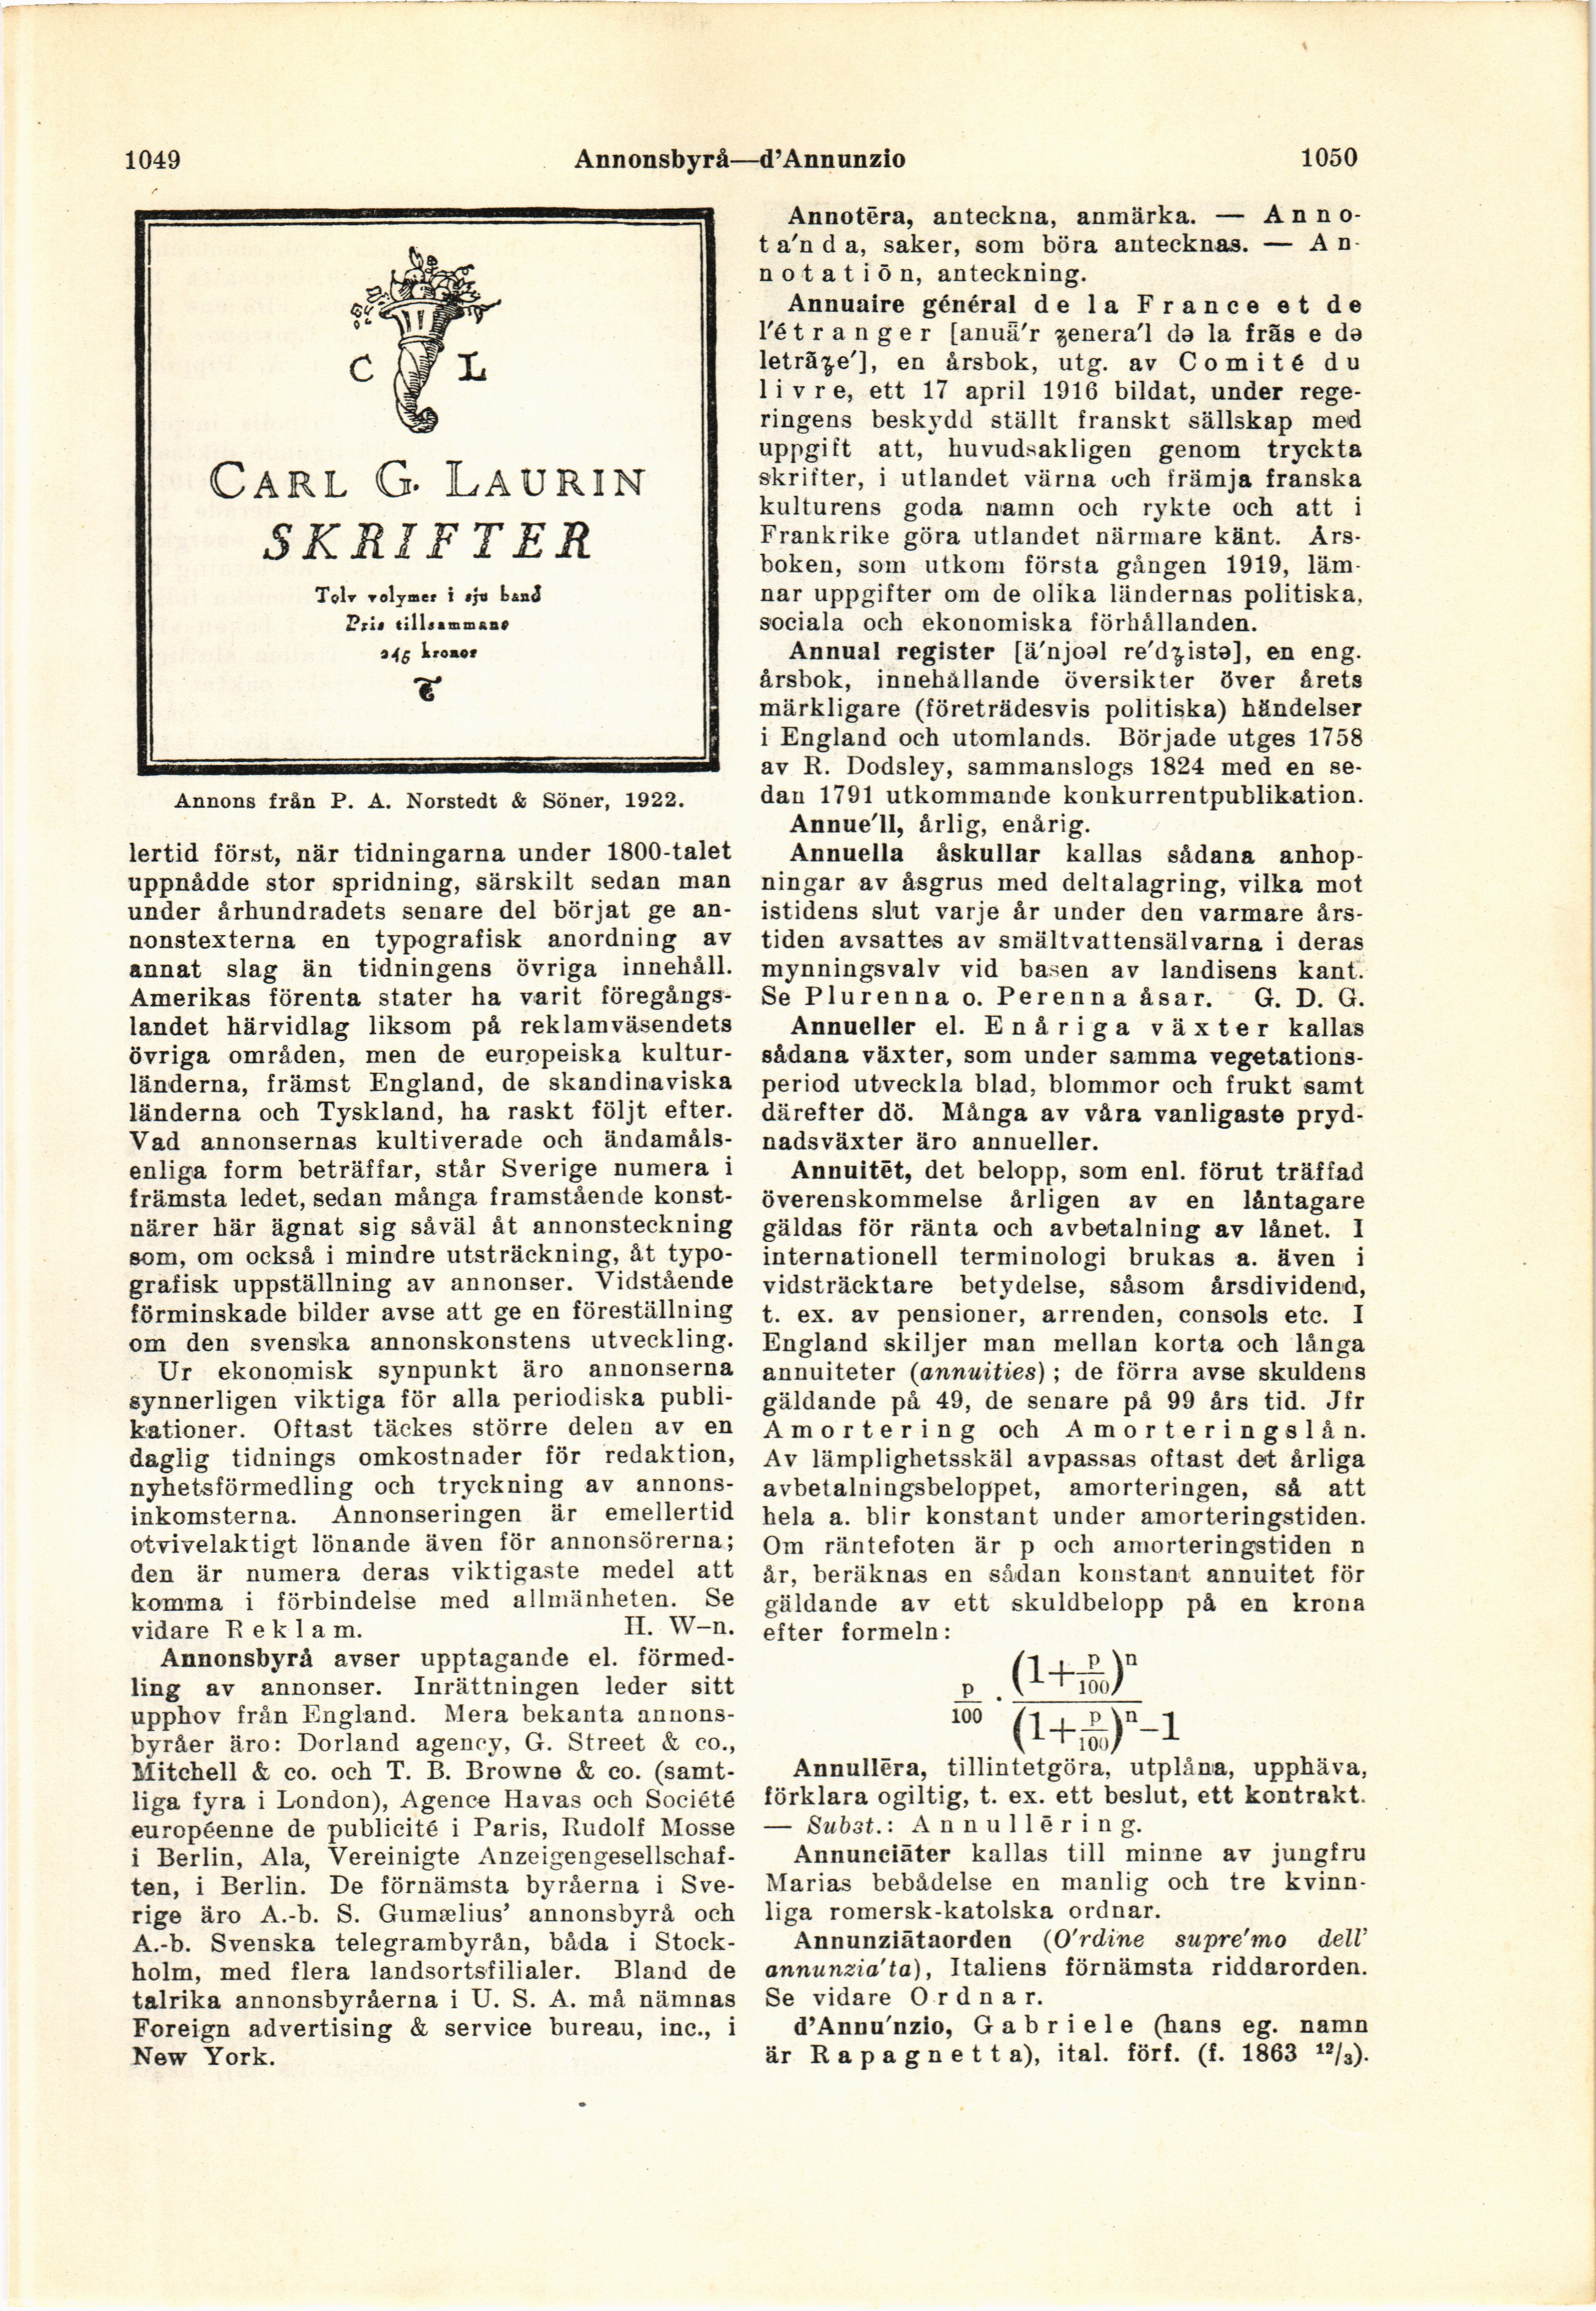 1049
Annonsbyrå—d'Annunzio
1050
C L
CARL G. LAURIN
SKRIFTER
Tolv volymer i sju band
Pris tillsammans
245 kronor
Annons från P. A. Norstedt & Söner, 1922.
lertid först, när tidningarna under 1800-talet
uppnådde stor spridning, särskilt sedan man
under århundradets senare del börjat ge an-
nonstexterna en typografisk anordning av
annat slag än tidningens övriga innehåll.
Amerikas förenta stater ha varit föregångs-
landet härvidlag liksom på reklamväsendets
övriga områden, men de europeiska kultur-
länderna, främst England, de skandinaviska
länderna och Tyskland, ha raskt följt efter.
Vad annonsernas kultiverade och ändamåls-
enliga form beträffar, står Sverige numera i
främsta ledet, sedan många framstående konst-
närer här ägnat sig såväl åt annonsteckning
som, om också i mindre utsträckning, åt typo-
grafisk uppställning av annonser. Vidstående
förminskade bilder avse att ge en föreställning
om den svenska annonskonstens utveckling.
Ur ekonomisk synpunkt äro annonserna
synnerligen viktiga för alla periodiska publi-
kationer. Oftast täckes större delen av en
daglig tidnings omkostnader för redaktion,
nyhetsförmedling och tryckning av annons-
inkomsterna. Annonseringen är emellertid
otvivelaktigt lönande även för annonsörerna;
den är numera deras viktigaste medel att
komma i förbindelse med allmänheten. Se
vidare Reklam. H. W—n.
Annonsbyrå avser upptagande el. förmed-
ling av annonser. Inrättningen leder sitt
upphov från England. Mera bekanta annons-
byråer äro: Dorland agency, G. Street & co.,
Mitchell & co. och T. B. Browne & co. (samt-
liga fyra i London), Agence Havas och Société
européenne de publicité i Paris, Rudolf Mosse
i Berlin, Ala, Vereinigte Anzeigengesellschaf-
ten, i Berlin. De förnämsta byråerna i Sve-
rige äro A.-b. S. Gumælius' annonsbyrå och
A.-b. Svenska telegrambyrån, båda i Stock-
holm, med flera landsortsfilialer. Bland de
talrika annonsbyråerna i U. S. A. må nämnas
Foreign advertising & service bureau, inc., i
New York.
Annotēra, anteckna, anmärka. — Anno-
ta'nda, saker, som böra antecknas. — An-
notatiōn, anteckning.
Annuaire général de la France et de
l'étranger [anuä'r ʒenera'l də la frãs e də
letrãʒe'], en årsbok, utg. av Comité du
livre, ett 17 april 1916 bildat, under rege-
ringens beskydd ställt franskt sällskap med
uppgift att, huvudsakligen genom tryckta
skrifter, i utlandet värna och främja franska
kulturens goda namn och rykte och att i
Frankrike göra utlandet närmare känt. Års-
boken, som utkom första gången 1919, läm-
nar uppgifter om de olika ländernas politiska,
sociala och ekonomiska förhållanden.
Annual register [ä'njoəl re'dʒistə], en eng.
årsbok, innehållande översikter över årets
märkligare (företrädesvis politiska) händelser
i England och utomlands. Började utges 1758
av R. Dodsley, sammanslogs 1824 med en se-
dan 1791 utkommande konkurrentpublikation.
Annue'll, årlig, enårig.
Annuella åskullar kallas sådana anhop-
ningar av åsgrus med deltalagring, vilka mot
istidens slut varje år under den varmare års-
tiden avsattes av smältvattensälvarna i deras
mynningsvalv vid basen av landisens kant.
Se Plurenna o. Perenna åsar. G. D. G.
Annueller el. Enåriga växter kallas
sådana växter, som under samma vegetations-
period utveckla blad, blommor och frukt samt
därefter dö. Många av våra vanligaste pryd-
nadsväxter äro annueller.
Annuitēt, det belopp, som enl. förut träffad
överenskommelse årligen av en låntagare
gäldas för ränta och avbetalning av lånet. I
internationell terminologi brukas a. även i
vidsträcktare betydelse, såsom årsdividend,
t. ex. av pensioner, arrenden, consols etc. I
England skiljer man mellan korta och långa
annuiteter (annuities); de förra avse skuldens
gäldande på 49, de senare på 99 års tid. Jfr
Amortering och Amorteringslån.
Av lämplighetsskäl avpassas oftast det årliga
avbetalningsbeloppet, amorteringen, så att
hela a. blir konstant under amorteringstiden.
Om räntefoten är p och amorteringstiden n
år, beräknas en sådan konstant annuitet för
gäldande av ett skuldbelopp på en krona
efter formeln:
p/100 · (1+p/100)ⁿ / (1+p/100)ⁿ–1
Annullēra, tillintetgöra, utplåna, upphäva,
förklara ogiltig, t. ex. ett beslut, ett kontrakt.
— Subst.: Annullēring.
Annunciāter kallas till minne av jungfru
Marias bebådelse en manlig och tre kvinn-
liga romersk-katolska ordnar.
Annunziātaorden (O'rdine supre'mo dell'
annunzia'ta), Italiens förnämsta riddarorden.
Se vidare Ordnar.
d'Annu'nzio, Gabriele (hans eg. namn
är Rapagnetta), ital. förf. (f. 1863 12/3).